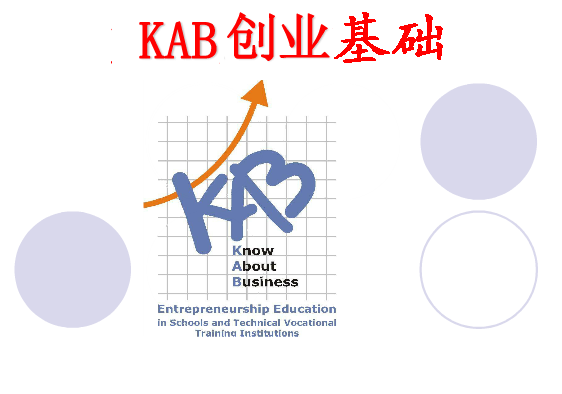 KAB创业基础
KAB
Know
About
Business
Entrepreneurship Education
in Schools and Technical Vocational
Training Institutions